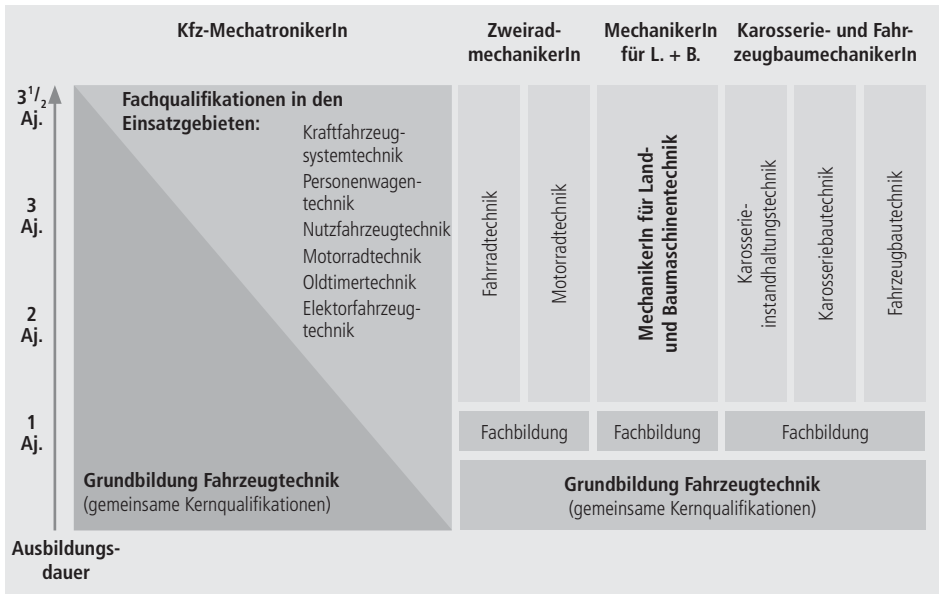 Kfz-MechatronikerIn
Zweirad-
mechanikerIn
MechanikerIn
für L. + B.
Karosserie- und Fahr-
zeugbaumechanikerIn
3 1/2
Aj.
3
Aj.
2
Aj.
1
Aj.
Ausbildungs-
dauer
Fachqualifikationen in den
Einsatzgebieten:
Kraftfahrzeug-
systemtechnik
Personenwagen-
technik
Nutzfahrzeugtechnik
Motorradtechnik
Oldtimertechnik
Elektorfahrzeug-
technik
Grundbildung Fahrzeugtechnik
(gemeinsame Kernqualifikationen)
Fahrradtechnik
Motorradtechnik
MechanikerIn für Land-
und Baumaschinentechnik
Karosserie-
instandhaltungstechnik
Karosseriebautechnik
Fahrzeugbautechnik
Fachbildung
Fachbildung
Fachbildung
Grundbildung Fahrzeugtechnik
(gemeinsame Kernqualifikationen)